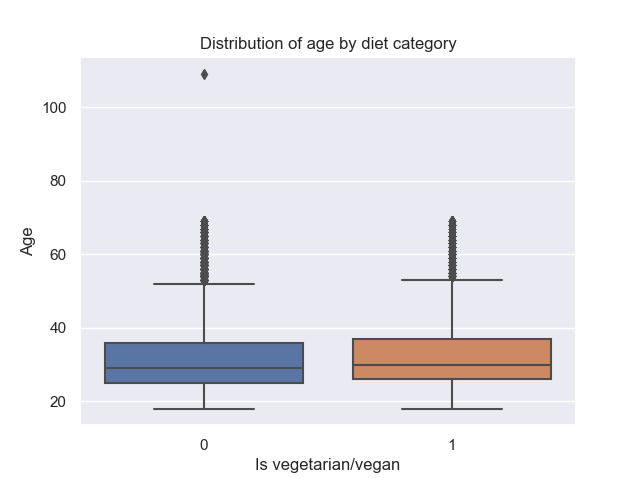 Distribution of age by diet category
100
80
60
40
20
Age
0 1
Is vegetarian/vegan